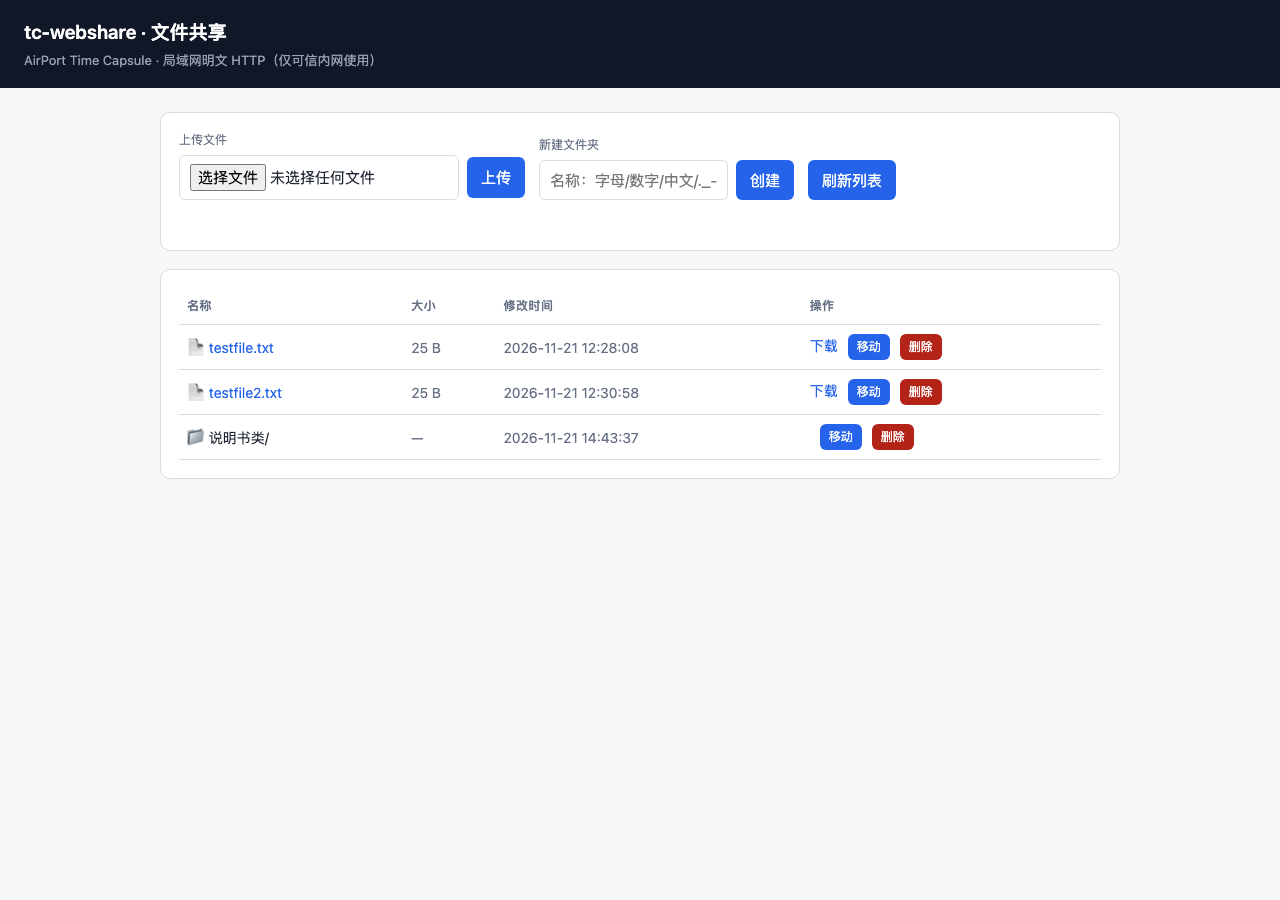 tc-webshare · 文件共享
AirPort Time Capsule · 局域网明文 HTTP（仅可信内网使用）
上传文件
选择文件 未选择任何文件 上传
新建文件夹
名称：字母/数字/中文/._- 创建 刷新列表
名称 大小 修改时间 操作
testfile.txt 25 B 2026-11-21 12:28:08 下载 移动 删除
testfile2.txt 25 B 2026-11-21 12:30:58 下载 移动 删除
说明书类/ — 2026-11-21 14:43:37 移动 删除